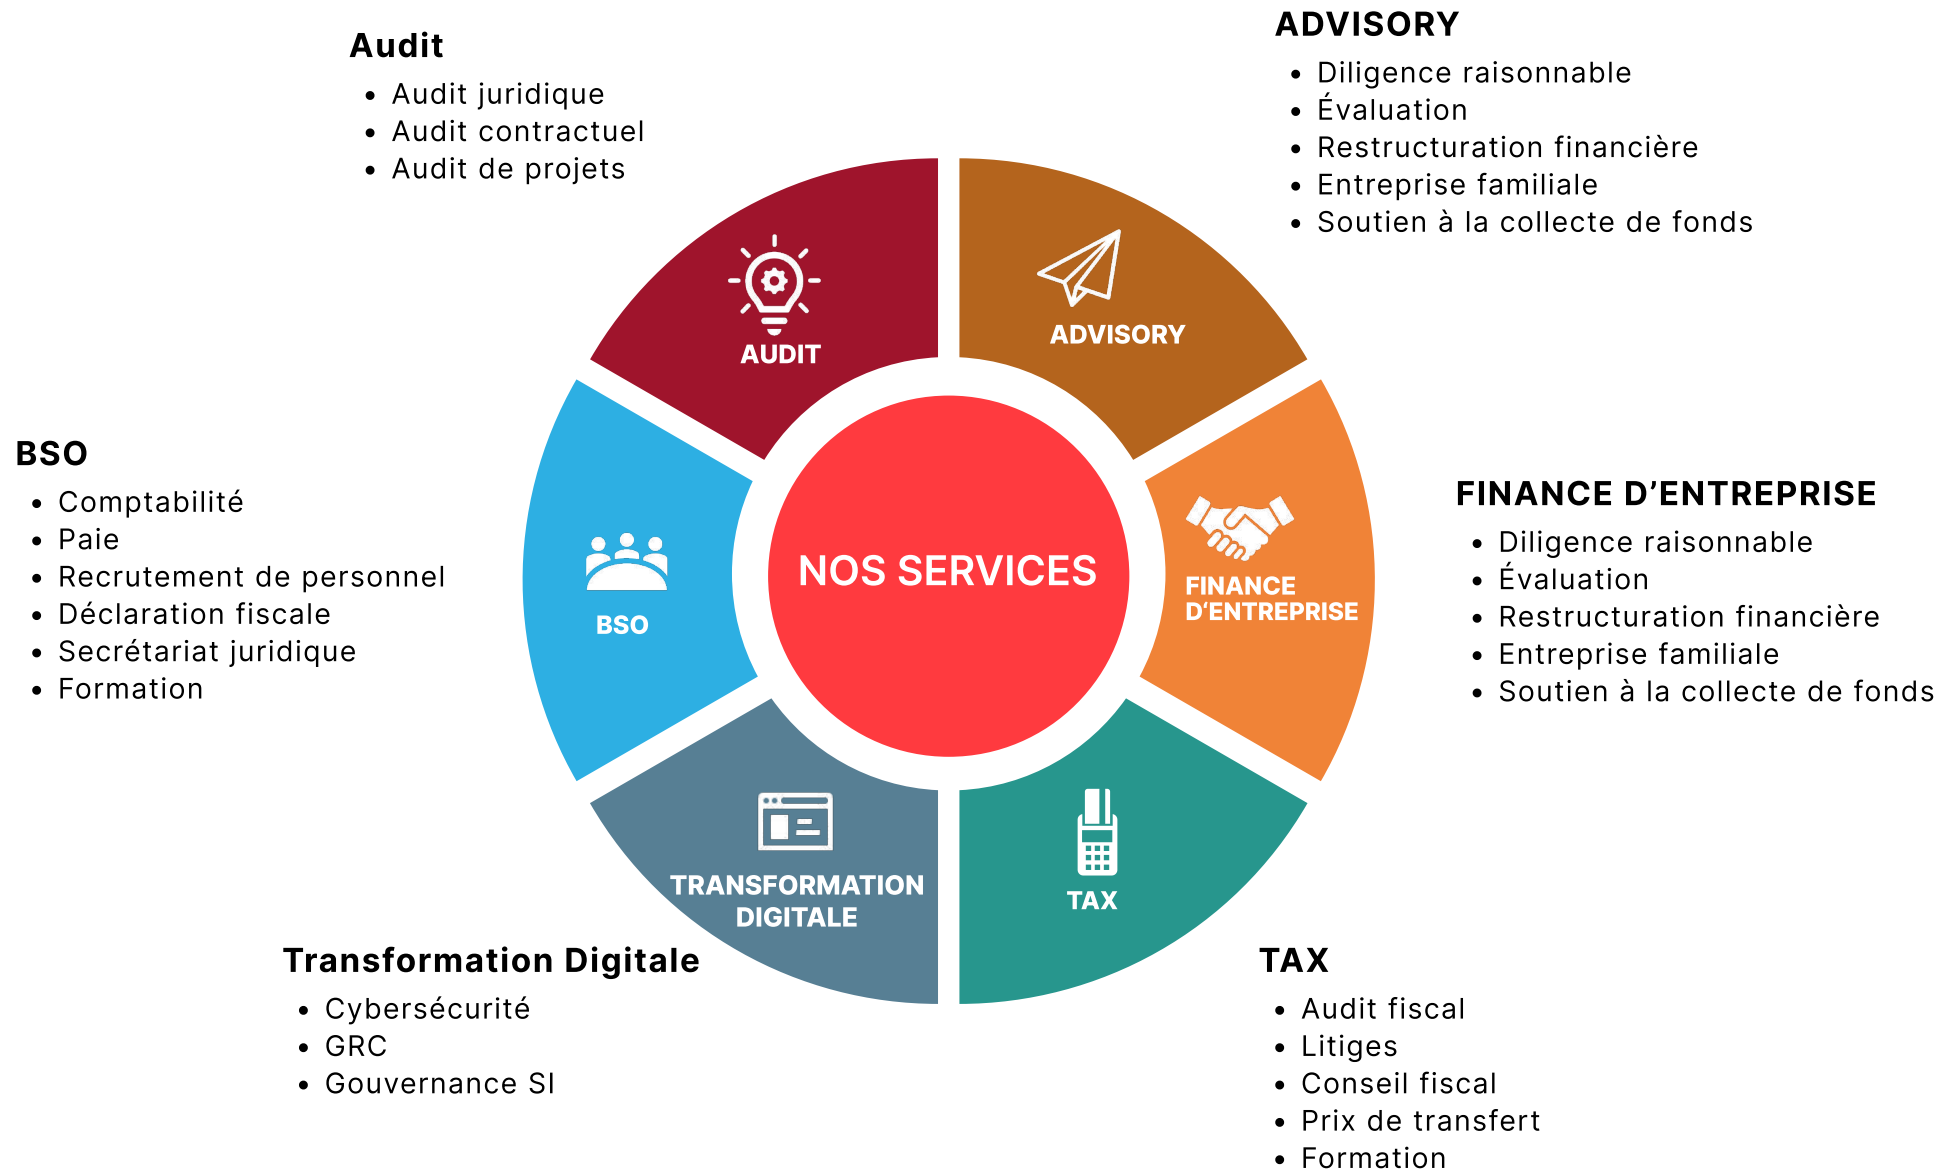 Audit
• Audit juridique
• Audit contractuel
• Audit de projets
ADVISORY
• Diligence raisonnable
• Évaluation
• Restructuration financière
• Entreprise familiale
• Soutien à la collecte de fonds
AUDIT
ADVISORY
BSO
• Comptabilité
• Paie
• Recrutement de personnel
• Déclaration fiscale
• Secrétariat juridique
• Formation
BSO
NOS SERVICES
FINANCE
D'ENTREPRISE
FINANCE D’ENTREPRISE
• Diligence raisonnable
• Évaluation
• Restructuration financière
• Entreprise familiale
• Soutien à la collecte de fonds
TRANSFORMATION
DIGITALE
TAX
Transformation Digitale
• Cybersécurité
• GRC
• Gouvernance SI
TAX
• Audit fiscal
• Litiges
• Conseil fiscal
• Prix de transfert
• Formation